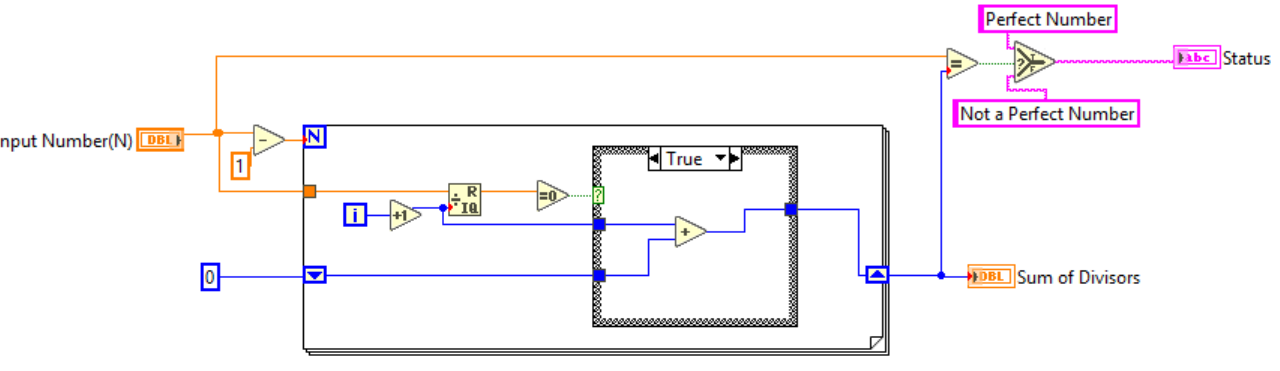 Perfect Number
abc Status
Not a Perfect Number
nput Number(N) DBL
1
N
True
i
+1
R
IQ
=0
?
+
0
=
?
T
F
DBL Sum of Divisors